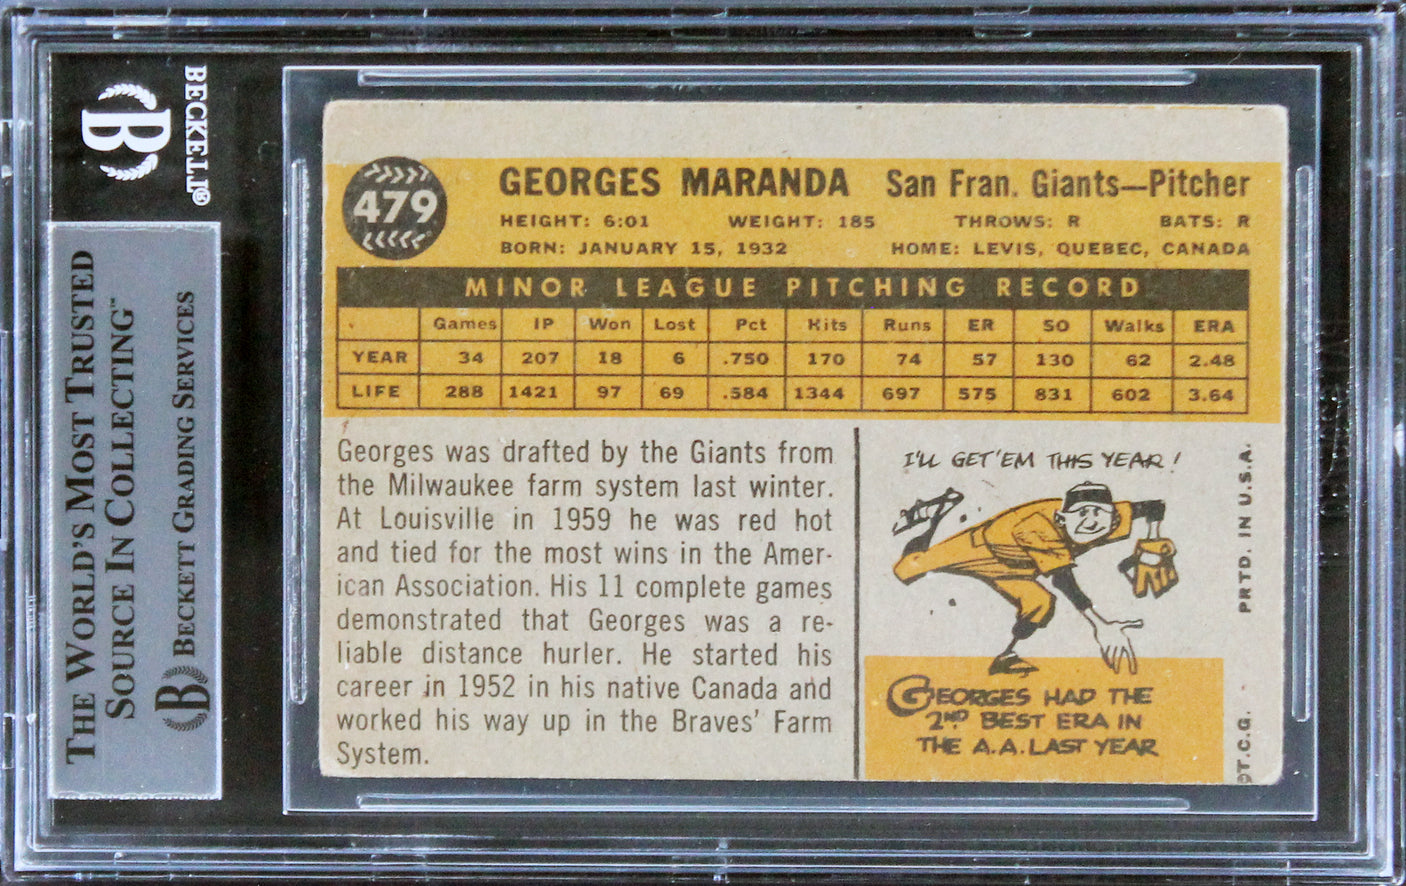 BECKETT®
THE WORLD'S MOST TRUSTED
SOURCE IN COLLECTING™
BECKETT GRADING SERVICES
479
GEORGES MARANDA San Fran. Giants—Pitcher
HEIGHT: 6:01 WEIGHT: 185 THROWS: R BATS: R
BORN: JANUARY 15, 1932 HOME: LEVIS, QUEBEC, CANADA
MINOR LEAGUE PITCHING RECORD
Games IP Won Lost Pct Hits Runs ER SO Walks ERA
YEAR 34 207 18 6 .750 170 74 57 130 62 2.48
LIFE 288 1421 97 69 .584 1344 697 575 831 602 3.64
Georges was drafted by the Giants from
the Milwaukee farm system last winter.
At Louisville in 1959 he was red hot
and tied for the most wins in the Amer-
ican Association. His 11 complete games
demonstrated that Georges was a re-
liable distance hurler. He started his
career in 1952 in his native Canada and
worked his way up in the Braves' Farm
System.
I'LL GET 'EM THIS YEAR!
GEORGES HAD THE
2ND BEST ERA IN
THE A.A. LAST YEAR
PRTD. IN U.S.A.
©T.C.G.